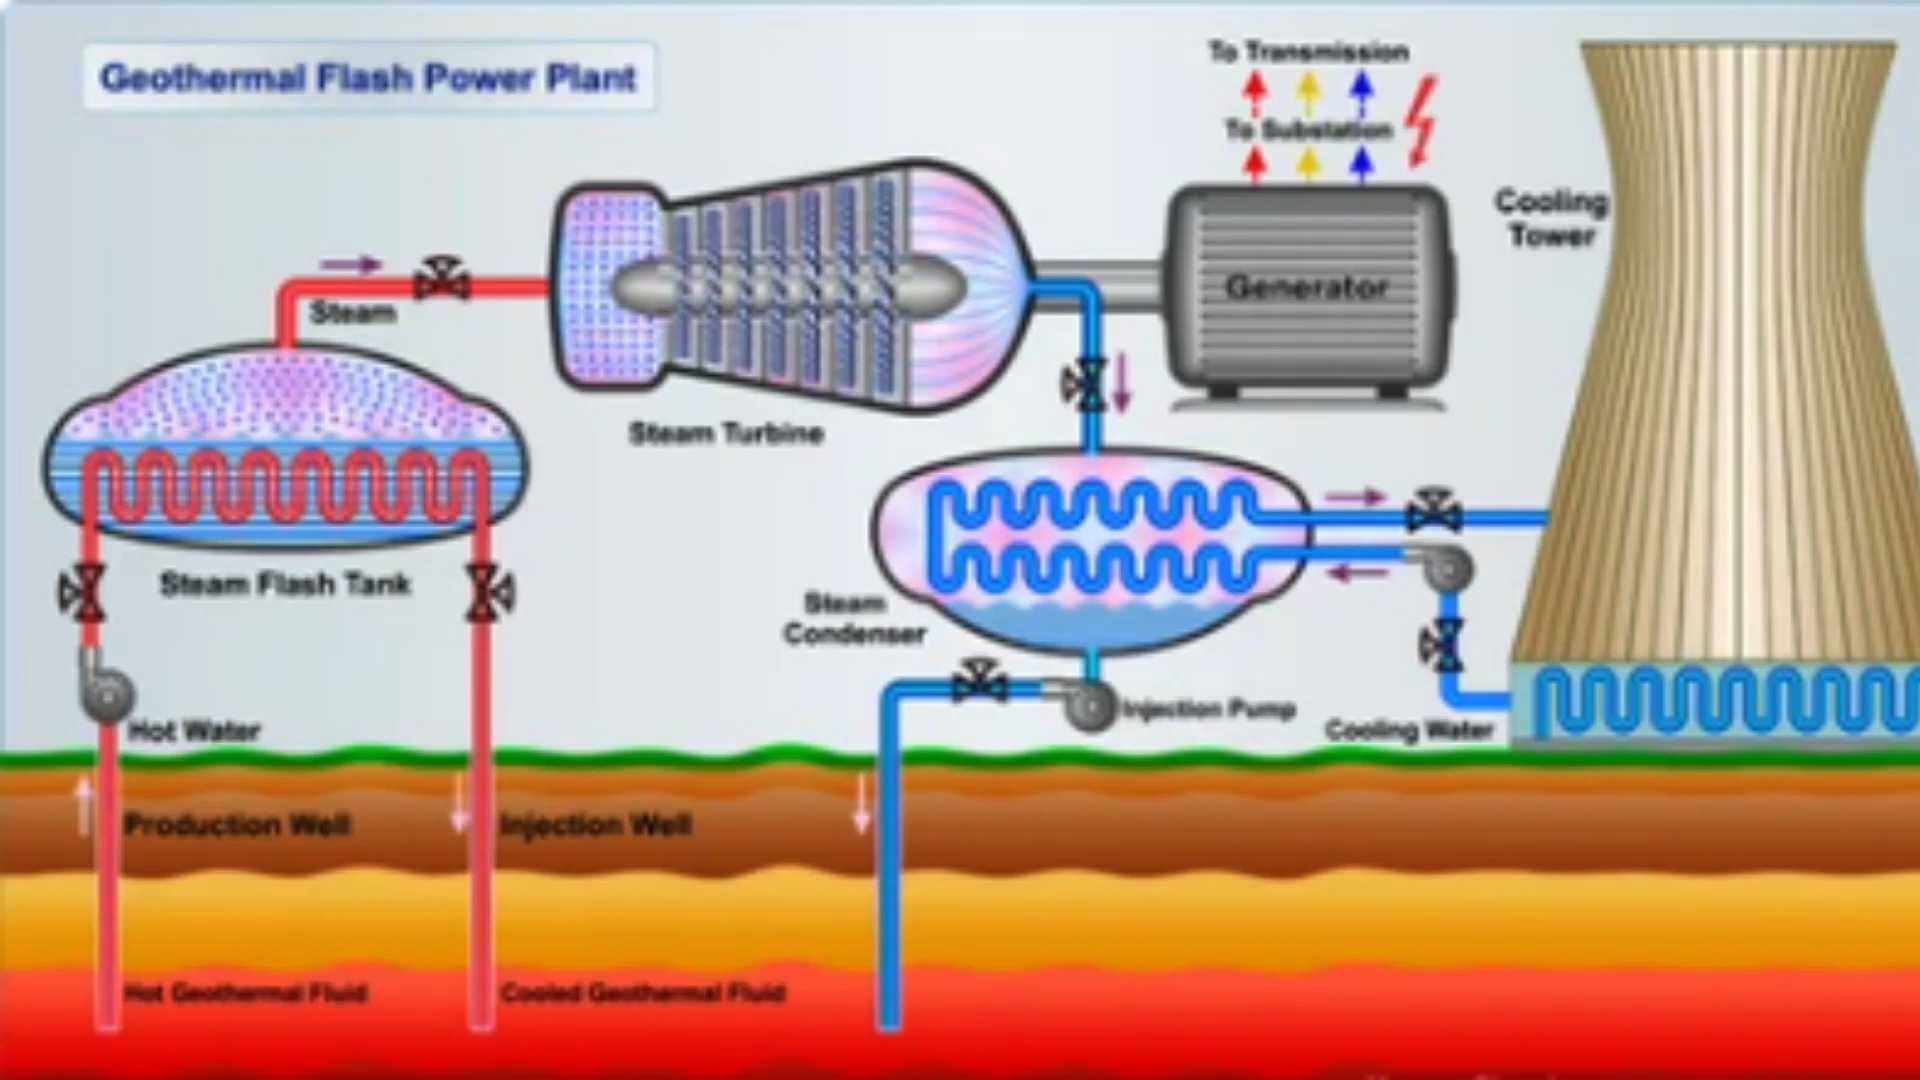 Geothermal Flash Power Plant
To Transmission
To Substation
Cooling
Tower
Generator
Steam
Steam Turbine
Steam Flash Tank
Steam
Condenser
Hot Water
Injection Pump
Cooling Water
Production Well
Injection Well
Hot Geothermal Fluid
Cooled Geothermal Fluid